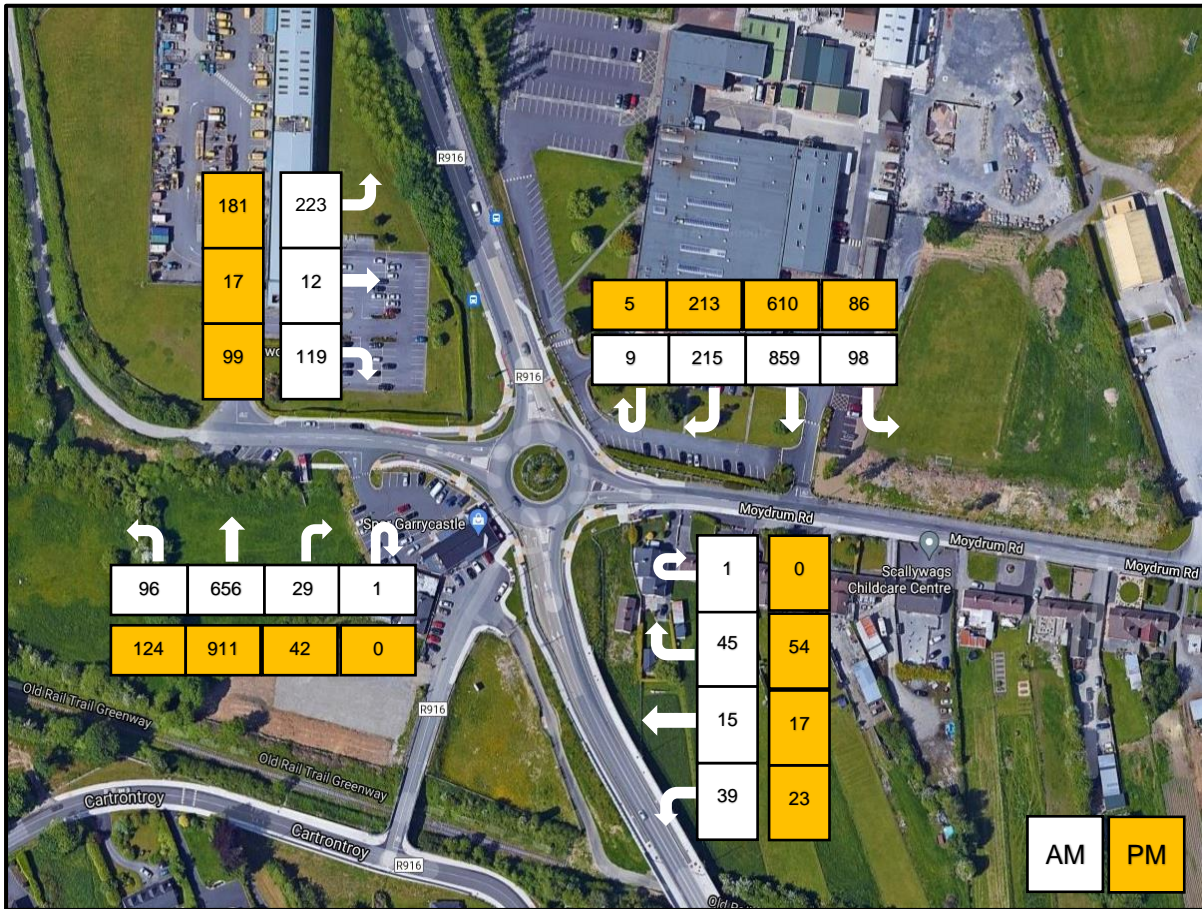 R916
181 223
17 12
99 119
R916
5 213 610 86
9 215 859 98
Spar Garrycastle
Moydrum Rd
Moydrum Rd
Moydrum Rd
Scallywags
Childcare Centre
96 656 29 1
124 911 42 0
1 0
45 54
15 17
39 23
Old Rail Trail Greenway
Old Rail Trail Greenway
R916
Cartrontroy
Cartrontroy
R916
Old
AM PM